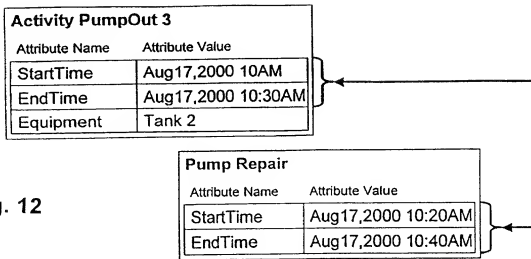 Activity PumpOut 3
Attribute Name Attribute Value
StartTime Aug17,2000 10AM
EndTime Aug17,2000 10:30AM
Equipment Tank 2
Pump Repair
Attribute Name Attribute Value
StartTime Aug17,2000 10:20AM
EndTime Aug17,2000 10:40AM
. 12